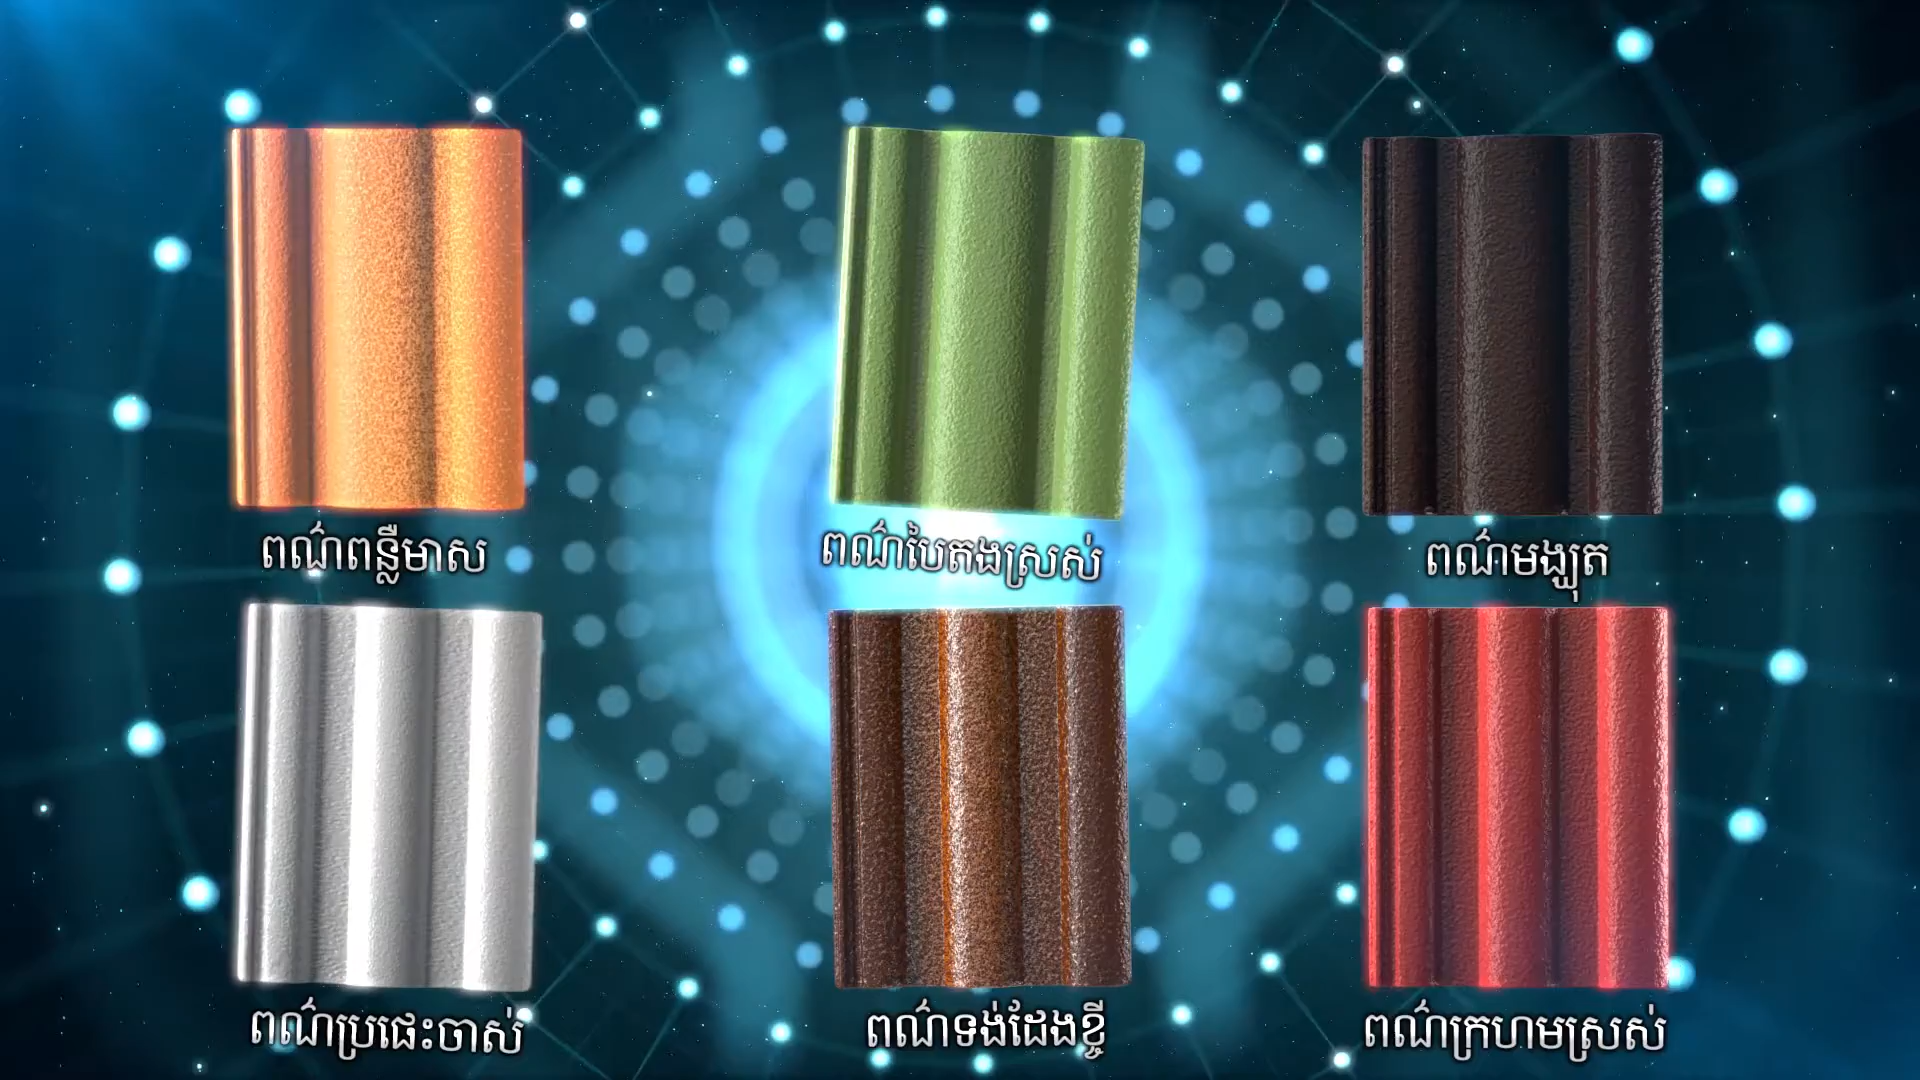 ពណ៌ពន្លឺមាស
ពណ៌បៃតងស្រស់
ពណ៌មង្ឃុត
ពណ៌ប្រផេះចាស់
ពណ៌ទង់ដែងខ្ចី
ពណ៌ក្រហមស្រស់